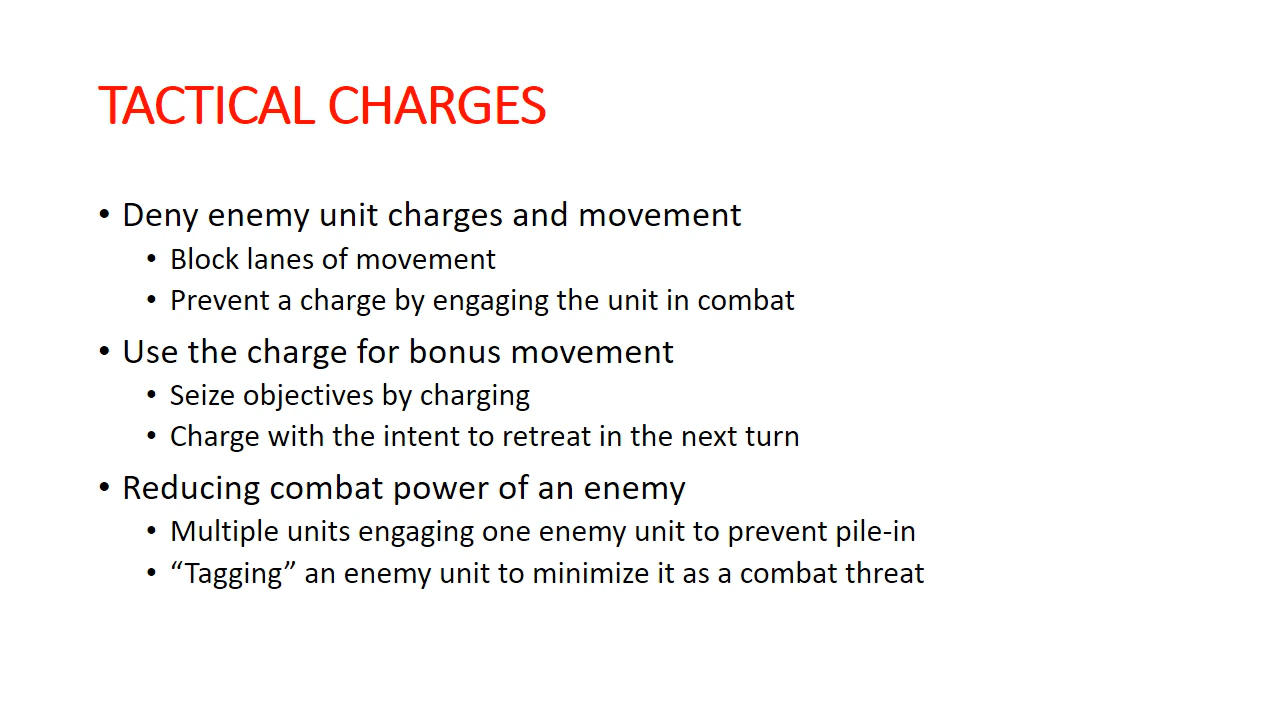 TACTICAL CHARGES
• Deny enemy unit charges and movement
• Block lanes of movement
• Prevent a charge by engaging the unit in combat
• Use the charge for bonus movement
• Seize objectives by charging
• Charge with the intent to retreat in the next turn
• Reducing combat power of an enemy
• Multiple units engaging one enemy unit to prevent pile-in
• “Tagging” an enemy unit to minimize it as a combat threat